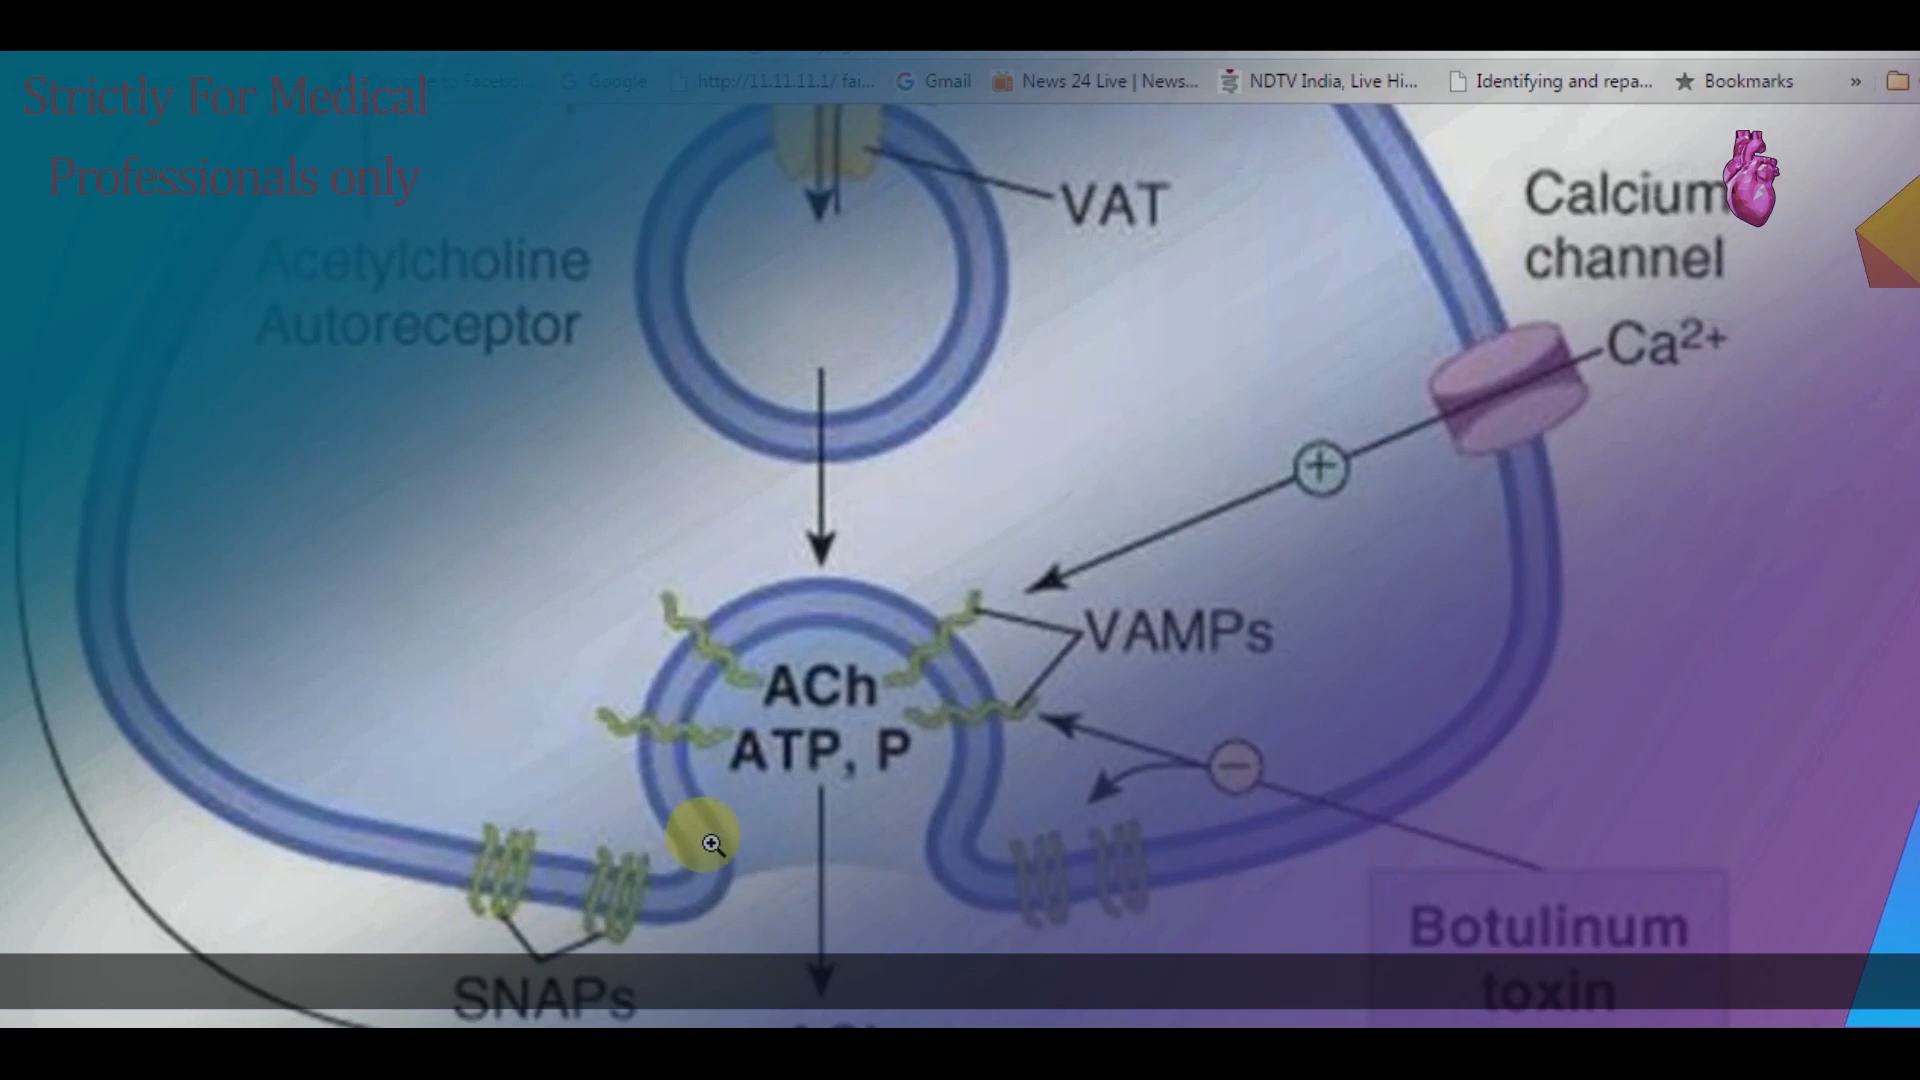 Strictly For Medical
Professionals only
Google
http://11.11.11.1/ fai...
Gmail
News 24 Live | News...
NDTV India, Live Hi...
Identifying and repa...
Bookmarks
»
VAT
Calcium
channel
Ca2+
Acetylcholine
Autoreceptor
+
VAMPs
ACh
ATP, P
−
Botulinum
toxin
SNAPs